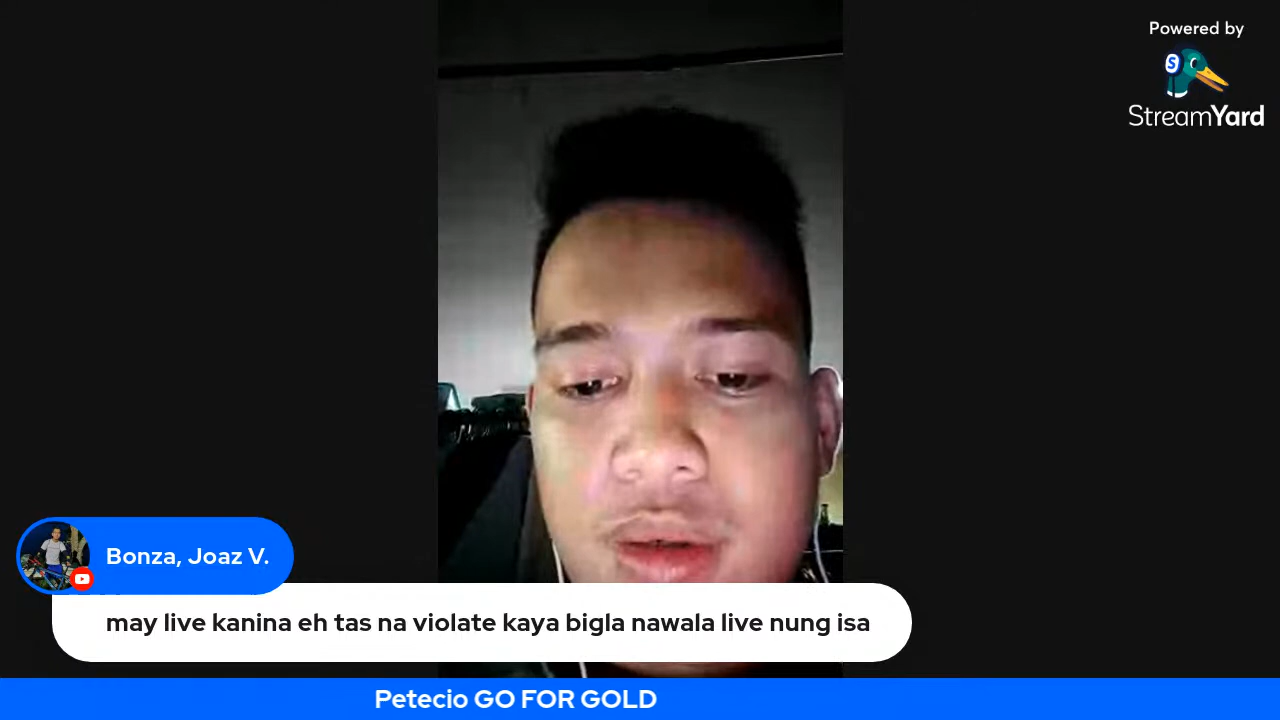 Powered by
S
StreamYard
Bonza, Joaz V.
may live kanina eh tas na violate kaya bigla nawala live nung isa
Petecio GO FOR GOLD